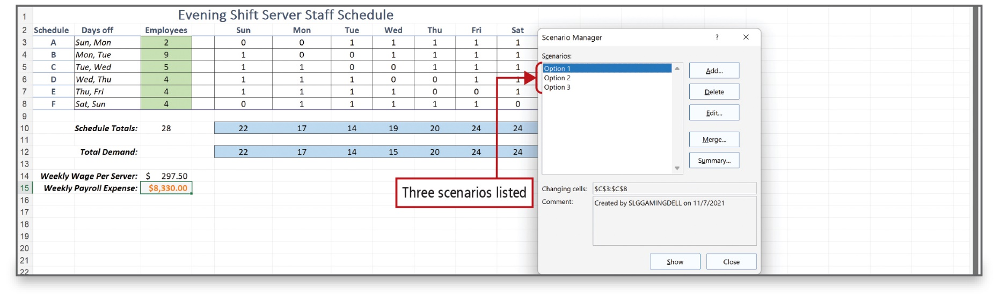 1 Evening Shift Server Staff Schedule
2 Schedule Days off Employees Sun Mon Tue Wed Thu Fri Sat
3 A Sun, Mon 2 0 0 1 1 1 1 1
4 B Mon, Tue 9 1 0 0 1 1 1 1
5 C Tue, Wed 5 1 1 0 0 1 1 1
6 D Wed, Thu 4 1 1 1 0 0 1 1
7 E Thu, Fri 4 1 1 1 1 0 0 1
8 F Sat, Sun 4 0 1 1 1 1 1 0
9
10 Schedule Totals: 28 22 17 14 19 20 24 24
11
12 Total Demand: 22 17 14 15 20 24 24
13
14 Weekly Wage Per Server: $ 297.50
15 Weekly Payroll Expense: $8,330.00
16
17
18
19
20
21
22
Three scenarios listed
Scenario Manager ? ×
Scenarios:
Option 1
Option 2
Option 3
Add...
Delete
Edit...
Merge...
Summary...
Changing cells: $C$3:$C$8
Comment: Created by SLGGAMINGDELL on 11/7/2021
Show Close